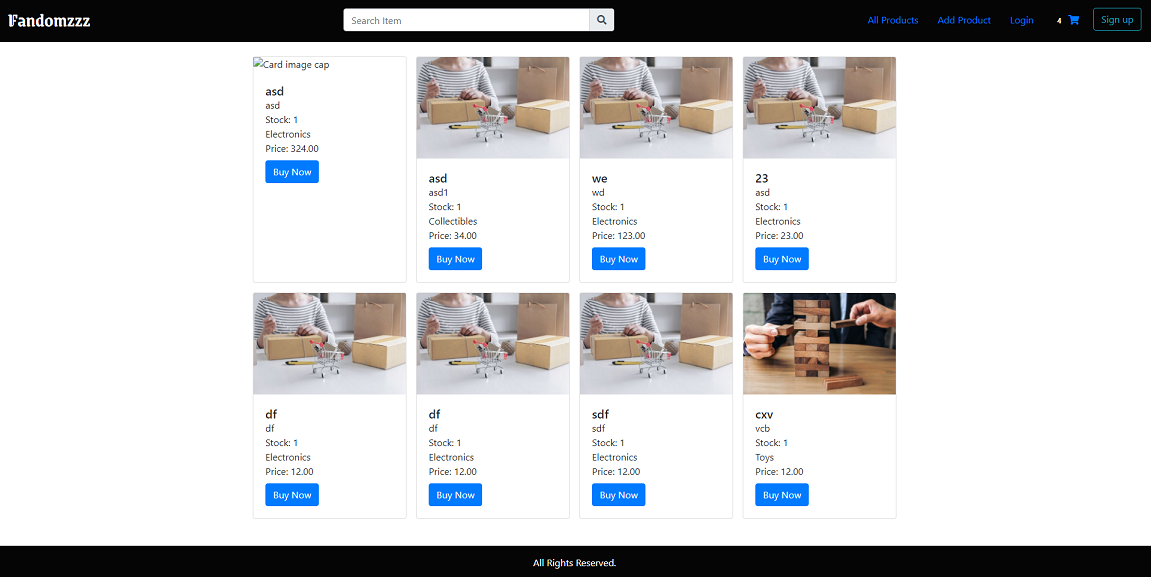 Fandomzzz
Search Item
All Products
Add Product
Login
4
Sign up
Card image cap
asd
asd
Stock: 1
Electronics
Price: 324.00
Buy Now
asd
asd1
Stock: 1
Collectibles
Price: 34.00
Buy Now
we
wd
Stock: 1
Electronics
Price: 123.00
Buy Now
23
asd
Stock: 1
Electronics
Price: 23.00
Buy Now
df
df
Stock: 1
Electronics
Price: 12.00
Buy Now
df
df
Stock: 1
Electronics
Price: 12.00
Buy Now
sdf
sdf
Stock: 1
Electronics
Price: 12.00
Buy Now
cxv
vcb
Stock: 1
Toys
Price: 12.00
Buy Now
All Rights Reserved.